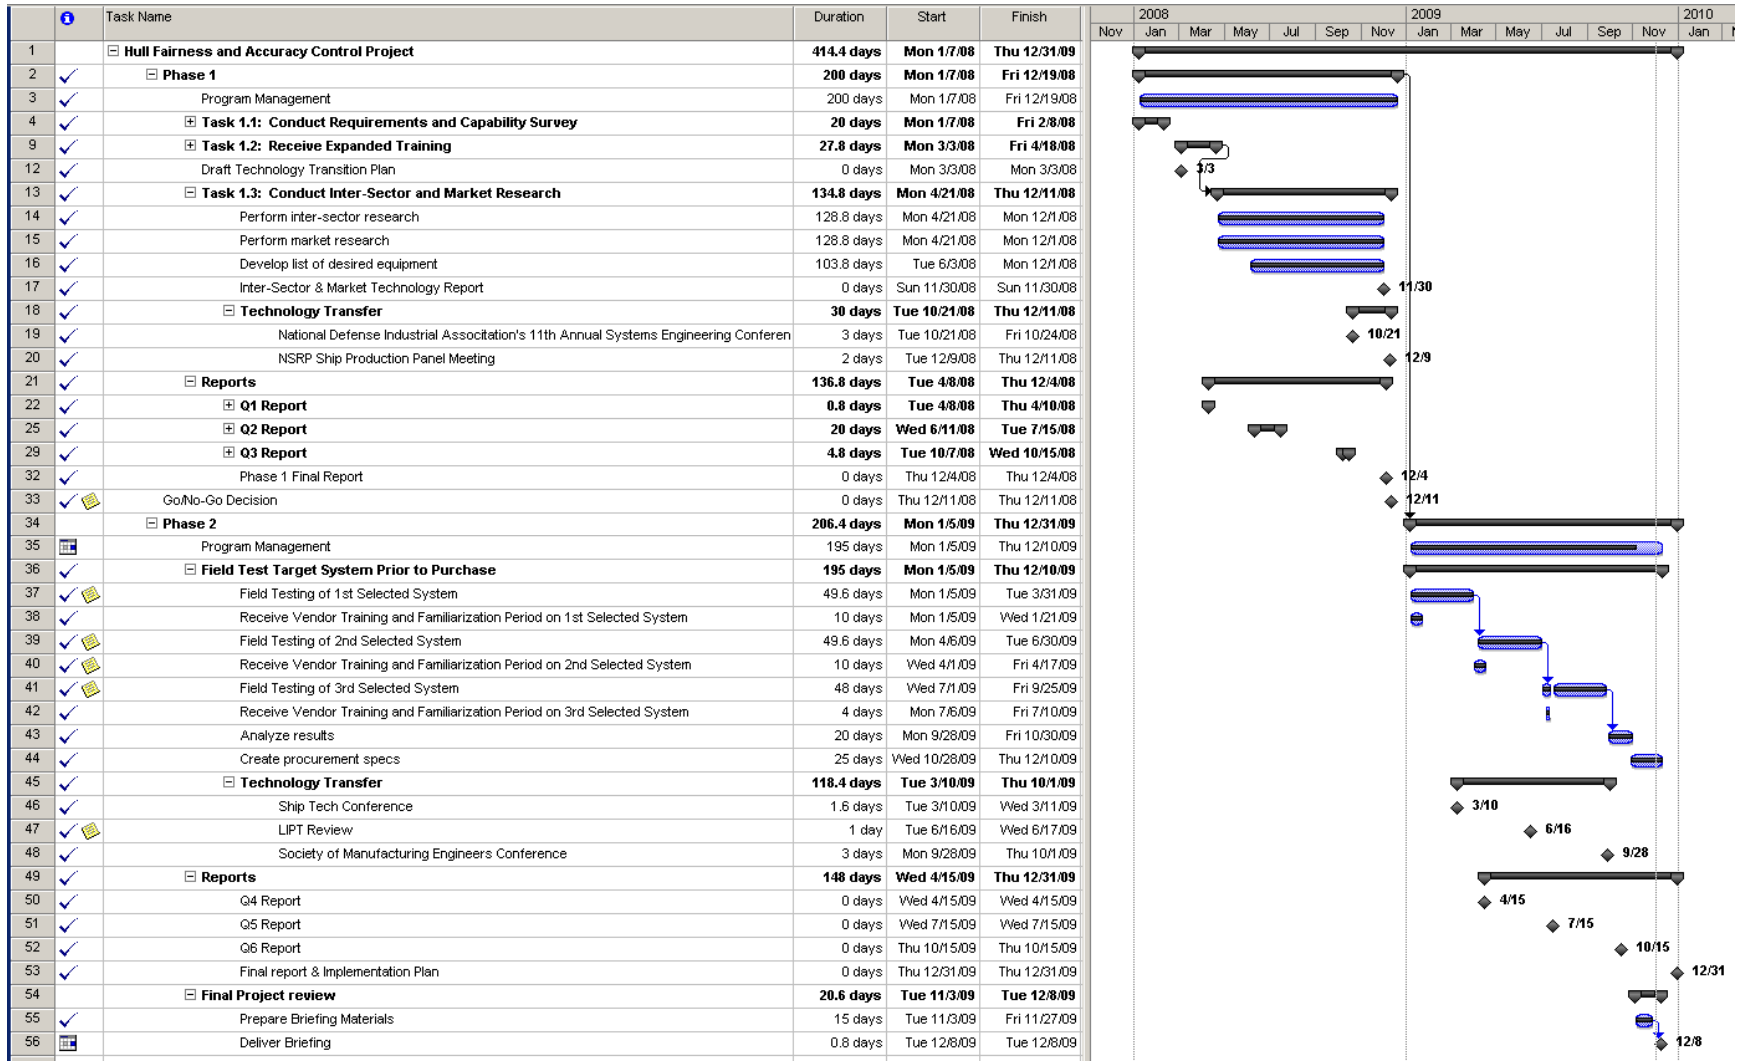 Task Name Duration Start Finish 2008 2009 2010
Nov Jan Mar May Jul Sep Nov Jan Mar May Jul Sep Nov Jan
1 Hull Fairness and Accuracy Control Project 414.4 days Mon 1/7/08 Thu 12/31/09
2 Phase 1 200 days Mon 1/7/08 Fri 12/19/08
3 Program Management 200 days Mon 1/7/08 Fri 12/19/08
4 Task 1.1: Conduct Requirements and Capability Survey 20 days Mon 1/7/08 Fri 2/8/08
9 Task 1.2: Receive Expanded Training 27.8 days Mon 3/3/08 Fri 4/18/08
12 Draft Technology Transition Plan 0 days Mon 3/3/08 Mon 3/3/08 3/3
13 Task 1.3: Conduct Inter-Sector and Market Research 134.8 days Mon 4/21/08 Thu 12/11/08
14 Perform inter-sector research 128.8 days Mon 4/21/08 Mon 12/1/08
15 Perform market research 128.8 days Mon 4/21/08 Mon 12/1/08
16 Develop list of desired equipment 103.8 days Tue 6/3/08 Mon 12/1/08
17 Inter-Sector & Market Technology Report 0 days Sun 11/30/08 Sun 11/30/08 11/30
18 Technology Transfer 30 days Tue 10/21/08 Thu 12/11/08
19 National Defense Industrial Associtation's 11th Annual Systems Engineering Conferen 3 days Tue 10/21/08 Fri 10/24/08 10/21
20 NSRP Ship Production Panel Meeting 2 days Tue 12/9/08 Thu 12/11/08 12/9
21 Reports 136.8 days Tue 4/8/08 Thu 12/4/08
22 Q1 Report 0.8 days Tue 4/8/08 Thu 4/10/08
25 Q2 Report 20 days Wed 6/11/08 Tue 7/15/08
29 Q3 Report 4.8 days Tue 10/7/08 Wed 10/15/08
32 Phase 1 Final Report 0 days Thu 12/4/08 Thu 12/4/08 12/4
33 Go/No-Go Decision 0 days Thu 12/11/08 Thu 12/11/08 12/11
34 Phase 2 206.4 days Mon 1/5/09 Thu 12/31/09
35 Program Management 195 days Mon 1/5/09 Thu 12/10/09
36 Field Test Target System Prior to Purchase 195 days Mon 1/5/09 Thu 12/10/09
37 Field Testing of 1st Selected System 49.6 days Mon 1/5/09 Tue 3/31/09
38 Receive Vendor Training and Familiarization Period on 1st Selected System 10 days Mon 1/5/09 Wed 1/21/09
39 Field Testing of 2nd Selected System 49.6 days Mon 4/6/09 Tue 6/30/09
40 Receive Vendor Training and Familiarization Period on 2nd Selected System 10 days Wed 4/1/09 Fri 4/17/09
41 Field Testing of 3rd Selected System 48 days Wed 7/1/09 Fri 9/25/09
42 Receive Vendor Training and Familiarization Period on 3rd Selected System 4 days Mon 7/6/09 Fri 7/10/09
43 Analyze results 20 days Mon 9/28/09 Fri 10/30/09
44 Create procurement specs 25 days Wed 10/28/09 Thu 12/10/09
45 Technology Transfer 118.4 days Tue 3/10/09 Thu 10/1/09
46 Ship Tech Conference 1.6 days Tue 3/10/09 Wed 3/11/09 3/10
47 LIPT Review 1 day Tue 6/16/09 Wed 6/17/09 6/16
48 Society of Manufacturing Engineers Conference 3 days Mon 9/28/09 Thu 10/1/09 9/28
49 Reports 148 days Wed 4/15/09 Thu 12/31/09
50 Q4 Report 0 days Wed 4/15/09 Wed 4/15/09 4/15
51 Q5 Report 0 days Wed 7/15/09 Wed 7/15/09 7/15
52 Q6 Report 0 days Thu 10/15/09 Thu 10/15/09 10/15
53 Final report & Implementation Plan 0 days Thu 12/31/09 Thu 12/31/09 12/31
54 Final Project review 20.6 days Tue 11/3/09 Tue 12/8/09
55 Prepare Briefing Materials 15 days Tue 11/3/09 Fri 11/27/09
56 Deliver Briefing 0.8 days Tue 12/8/09 Tue 12/8/09 12/8